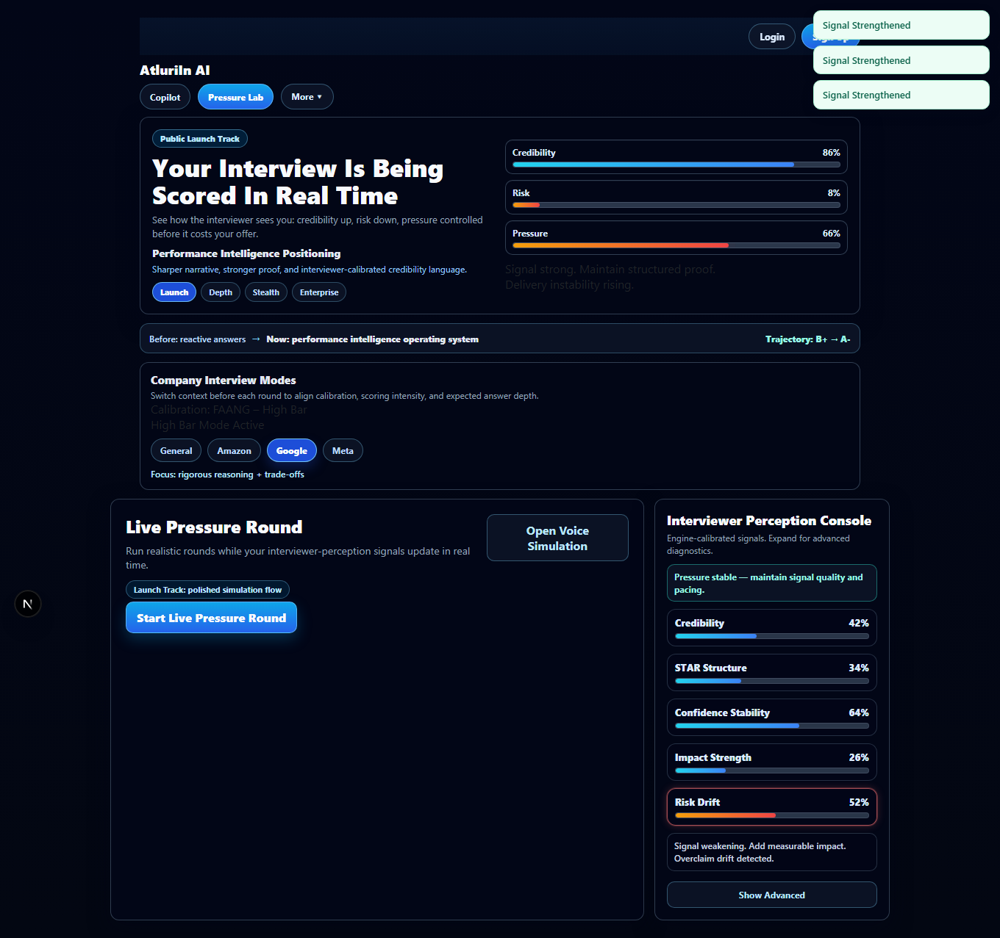 Login
Sign Up
Signal Strengthened
Signal Strengthened
Signal Strengthened
AtluriIn AI
Copilot
Pressure Lab
More ▾
Public Launch Track
Your Interview Is Being
Scored In Real Time
See how the interviewer sees you: credibility up, risk down, pressure controlled
before it costs your offer.
Performance Intelligence Positioning
Sharper narrative, stronger proof, and interviewer-calibrated credibility language.
Launch
Depth
Stealth
Enterprise
Credibility 86%
Risk 8%
Pressure 66%
Signal strong. Maintain structured proof.
Delivery instability rising.
Before: reactive answers → Now: performance intelligence operating system
Trajectory: B+ → A-
Company Interview Modes
Switch context before each round to align calibration, scoring intensity, and expected answer depth.
Calibration: FAANG – High Bar
High Bar Mode Active
General
Amazon
Google
Meta
Focus: rigorous reasoning + trade-offs
Live Pressure Round
Run realistic rounds while your interviewer-perception signals update in real
time.
Launch Track: polished simulation flow
Start Live Pressure Round
Open Voice
Simulation
Interviewer Perception Console
Engine-calibrated signals. Expand for advanced
diagnostics.
Pressure stable — maintain signal quality and
pacing.
Credibility 42%
STAR Structure 34%
Confidence Stability 64%
Impact Strength 26%
Risk Drift 52%
Signal weakening. Add measurable impact.
Overclaim drift detected.
Show Advanced
N